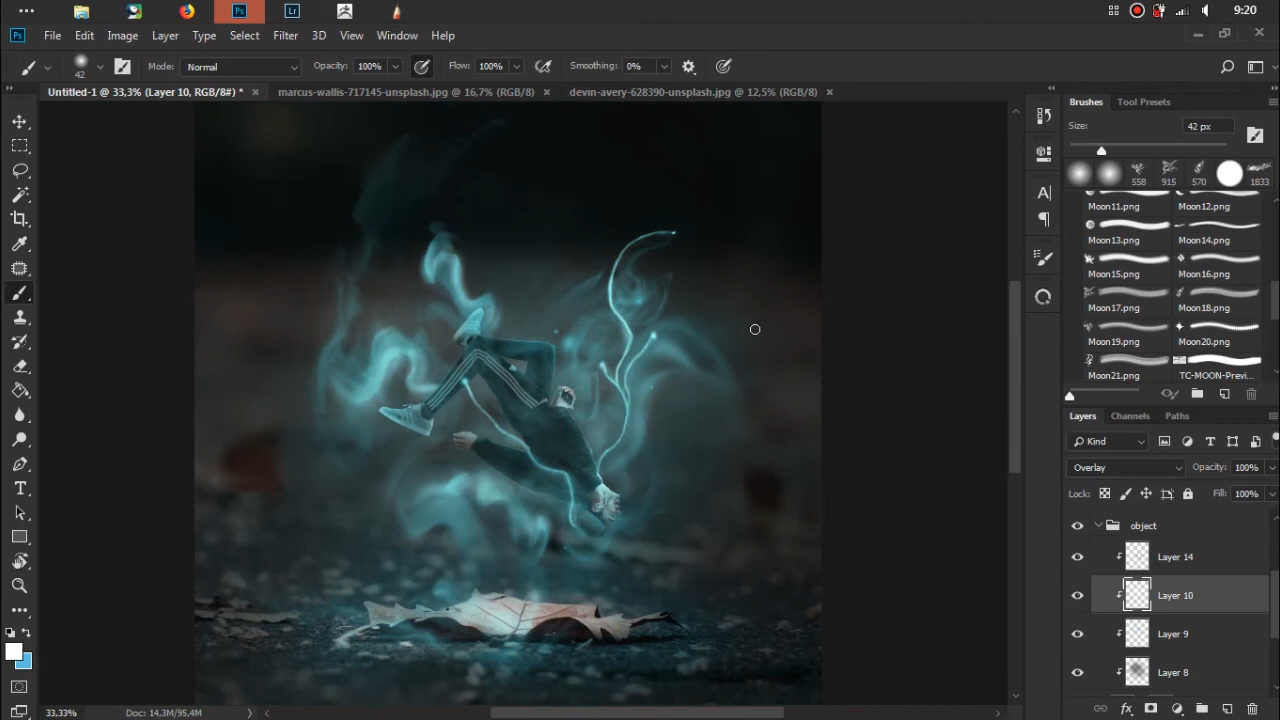 Ps
Lr
9:20
Ps
File Edit Image Layer Type Select Filter 3D View Window Help
42
Mode: Normal
Opacity: 100%
Flow: 100%
Smoothing: 0%
Untitled-1 @ 33,3% (Layer 10, RGB/8#) *
marcus-wallis-717145-unsplash.jpg @ 16,7% (RGB/8)
devin-avery-628390-unsplash.jpg @ 12,5% (RGB/8)
Brushes Tool Presets
Size: 42 px
558 915 570 1833
Moon11.png Moon12.png
Moon13.png Moon14.png
Moon15.png Moon16.png
Moon17.png Moon18.png
Moon19.png Moon20.png
Moon21.png TC-MOON-Previ...
Layers Channels Paths
Kind
Overlay Opacity: 100%
Lock: Fill: 100%
object
Layer 14
Layer 10
Layer 9
Layer 8
33,33% Doc: 14,3M/95,4M